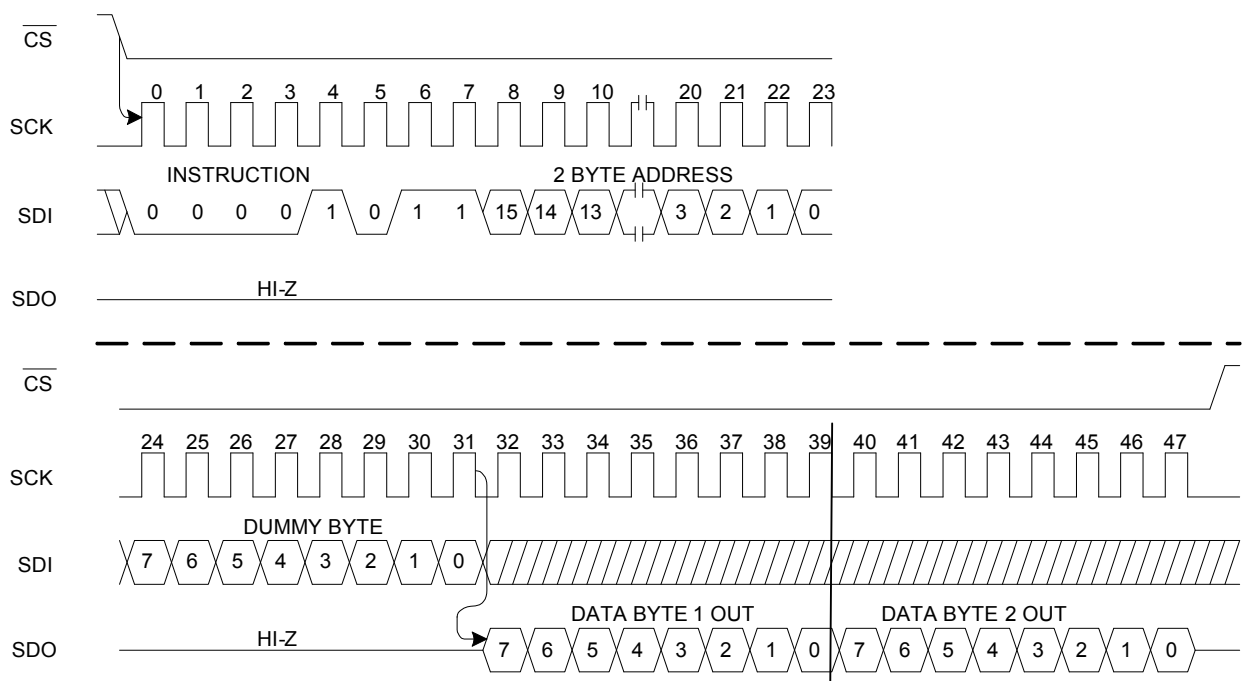 CS
0 1 2 3 4 5 6 7 8 9 10 20 21 22 23
SCK
INSTRUCTION 2 BYTE ADDRESS
SDI 0 0 0 0 1 0 1 1 15 14 13 3 2 1 0
HI-Z
SDO
CS
24 25 26 27 28 29 30 31 32 33 34 35 36 37 38 39 40 41 42 43 44 45 46 47
SCK
DUMMY BYTE
SDI 7 6 5 4 3 2 1 0
DATA BYTE 1 OUT DATA BYTE 2 OUT
HI-Z
SDO 7 6 5 4 3 2 1 0 7 6 5 4 3 2 1 0